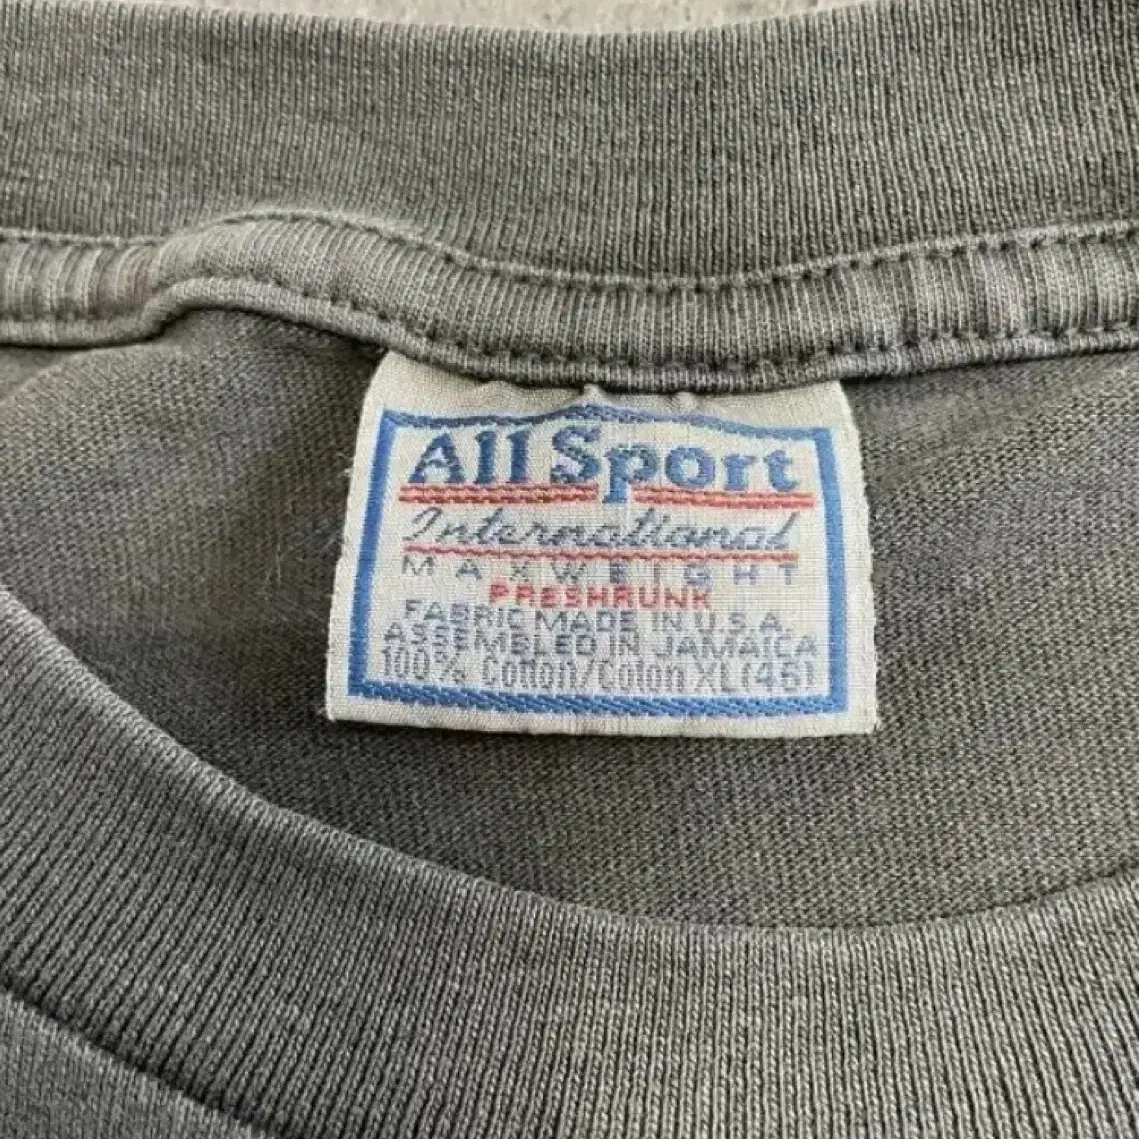 All Sport
International
MAXWEIGHT
PRESHRUNK
FABRIC MADE IN U.S.A.
ASSEMBLED IN JAMAICA
100% Cotton/Coton XL (46)